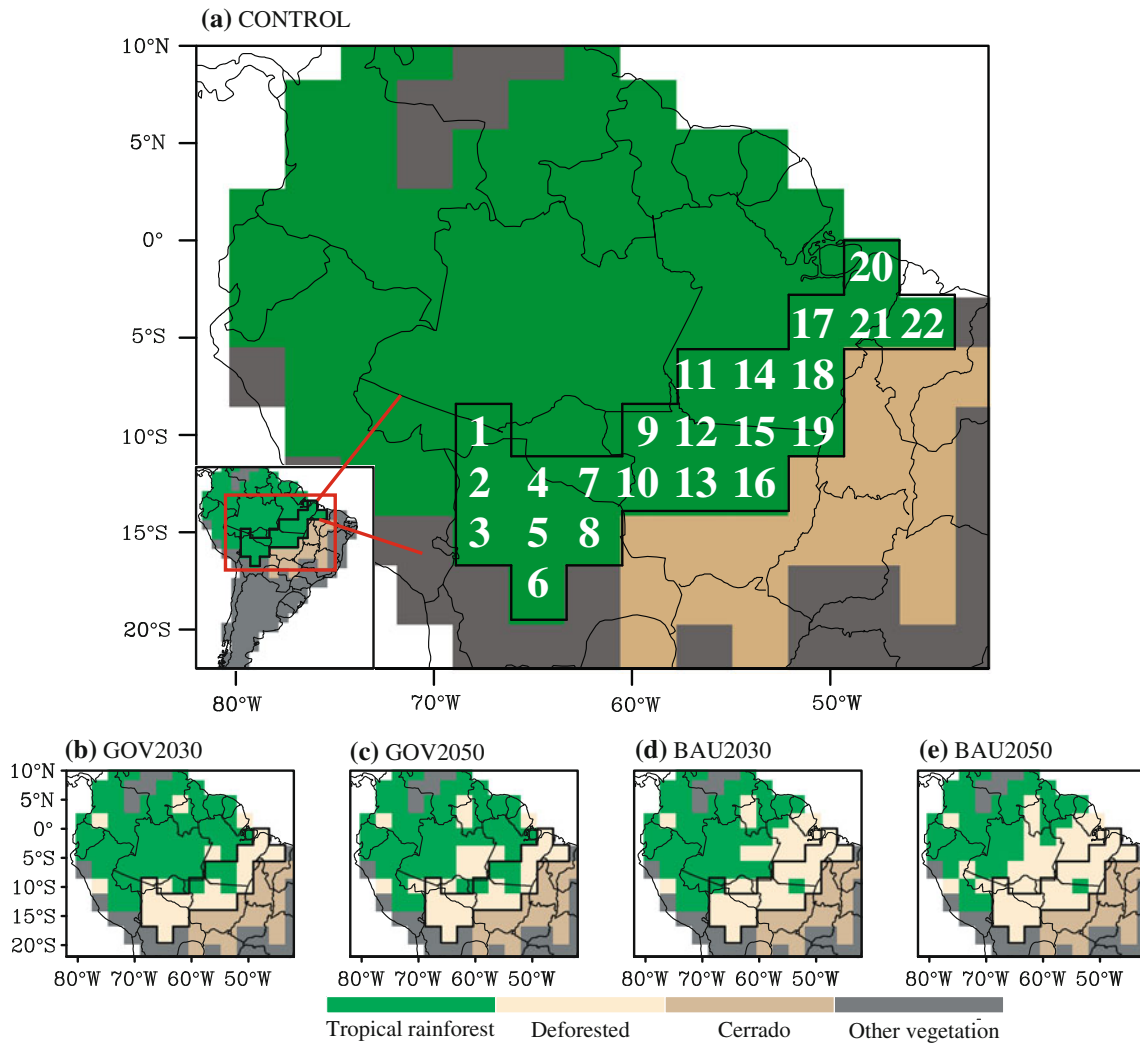 (a) CONTROL
10°N
5°N
0°
5°S
10°S
15°S
20°S
20
17 21 22
11 14 18
1 9 12 15 19
2 4 7 10 13 16
3 5 8
6
80°W 70°W 60°W 50°W
(b) GOV2030 (c) GOV2050 (d) BAU2030 (e) BAU2050
10°N
5°N
0°
5°S
10°S
15°S
20°S
80°W 70°W 60°W 50°W 80°W 70°W 60°W 50°W 80°W 70°W 60°W 50°W 80°W 70°W 60°W 50°W
Tropical rainforest Deforested Cerrado Other vegetation